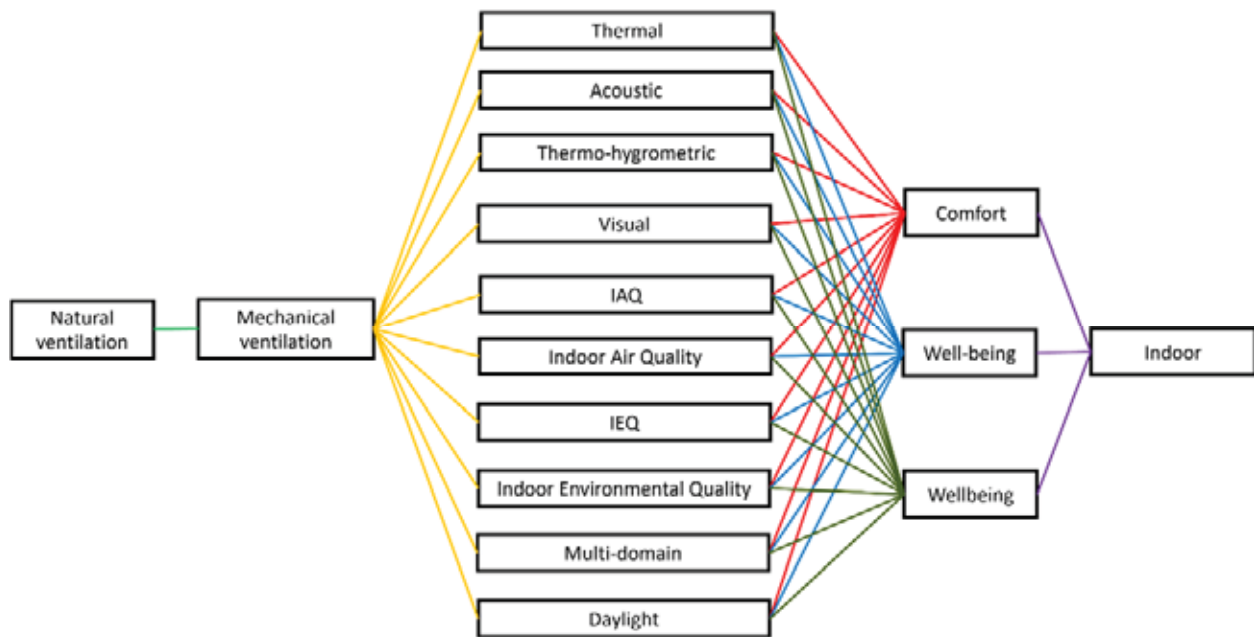 Natural
ventilation
Mechanical
ventilation
Thermal
Acoustic
Thermo-hygrometric
Visual
IAQ
Indoor Air Quality
IEQ
Indoor Environmental Quality
Multi-domain
Daylight
Comfort
Well-being
Wellbeing
Indoor